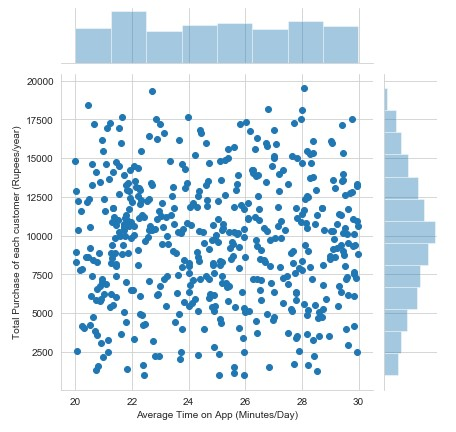 20000
17500
15000
12500
10000
7500
5000
2500
Total Purchase of each customer (Rupees/year)
20 22 24 26 28 30
Average Time on App (Minutes/Day)